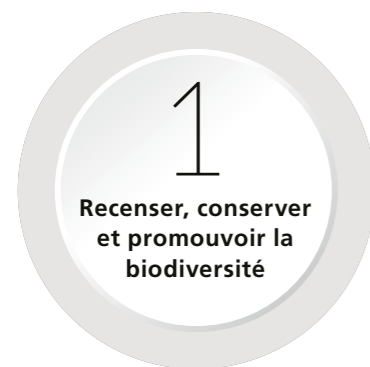 1
Recenser, conserver
et promouvoir la
biodiversité